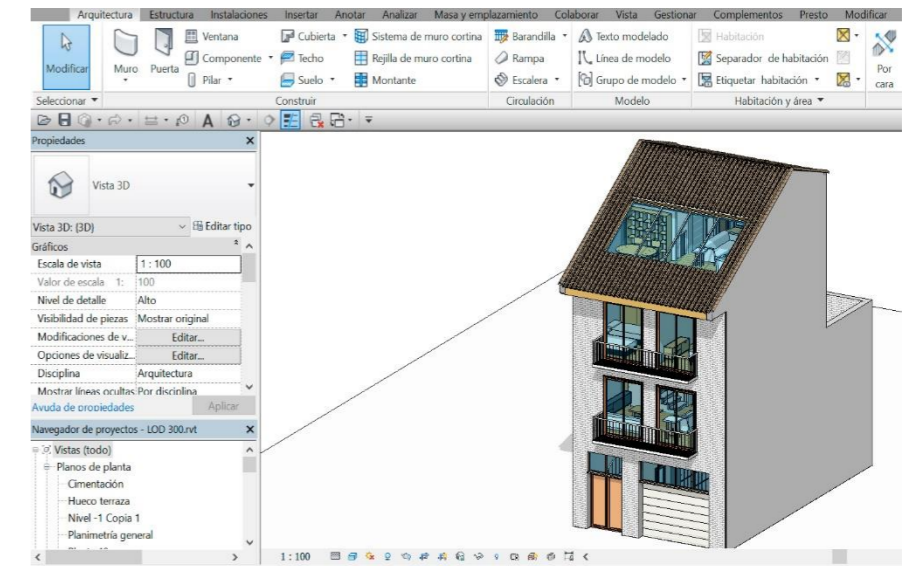 Arquitectura Estructura Instalaciones Insertar Anotar Analizar Masa y emplazamiento Colaborar Vista Gestionar Complementos Presto Modificar
Ventana Cubierta Sistema de muro cortina Barandilla Texto modelado Habitación
Modificar Muro Puerta Componente Techo Rejilla de muro cortina Rampa Línea de modelo Separador de habitación Por cara
Pilar Suelo Montante Escalera Grupo de modelo Etiquetar habitación
Seleccionar Construir Circulación Modelo Habitación y área
A
Propiedades X
Vista 3D
Vista 3D: {3D} Editar tipo
Gráficos
Escala de vista 1 : 100
Valor de escala 1: 100
Nivel de detalle Alto
Visibilidad de piezas Mostrar original
Modificaciones de v... Editar...
Opciones de visualiz... Editar...
Disciplina Arquitectura
Mostrar líneas ocultas Por disciplina
Ayuda de propiedades Aplicar
Navegador de proyectos - LOD 300.rvt X
Vistas (todo)
Planos de planta
Cimentación
Hueco terraza
Nivel -1 Copia 1
Planimetría general
1 : 100